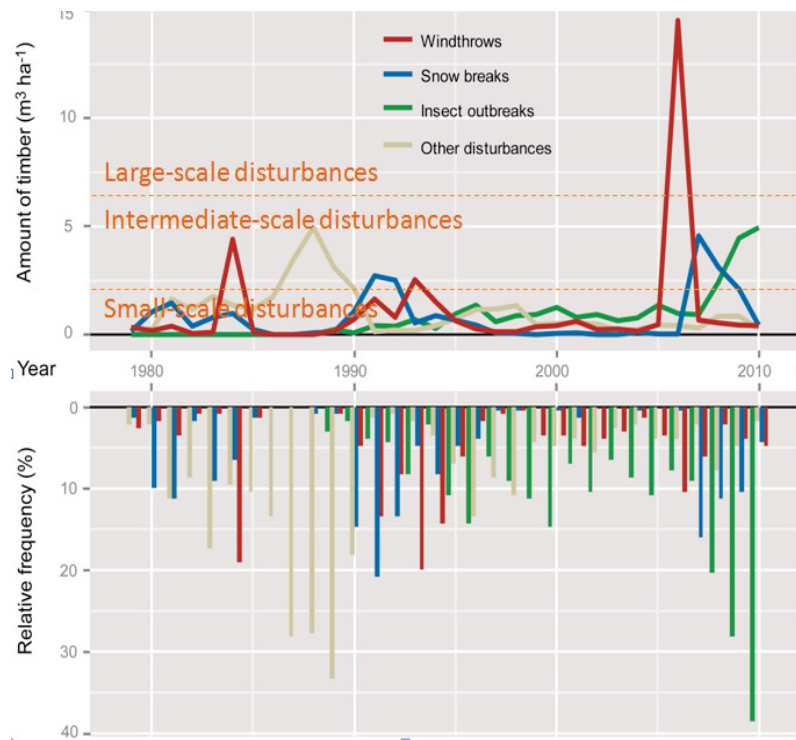 15
Windthrows
Snow breaks
Insect outbreaks
Other disturbances
10
Amount of timber (m³ ha⁻¹)
Large-scale disturbances
Intermediate-scale disturbances
5
Small-scale disturbances
0
Year
1980
1990
2000
2010
0
10
Relative frequency (%)
20
30
40